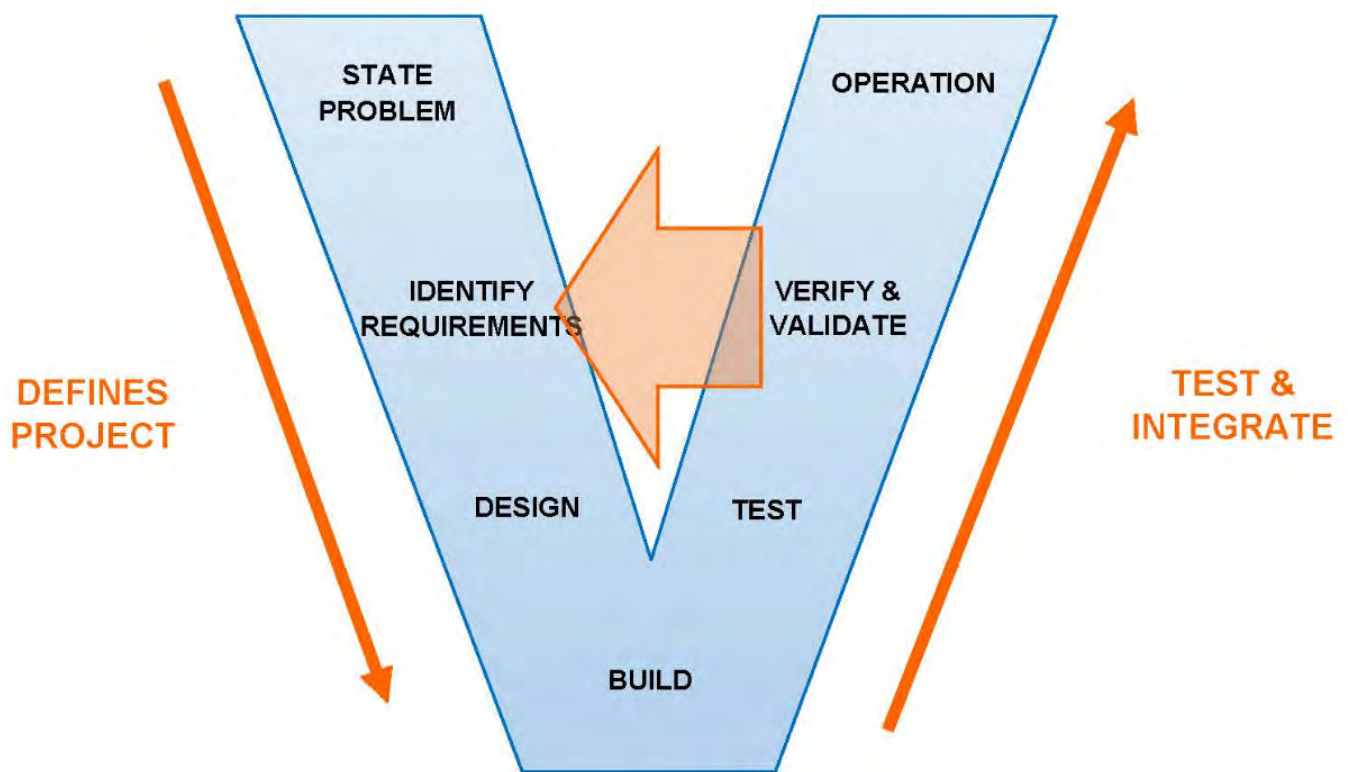 STATE
PROBLEM
OPERATION
IDENTIFY
REQUIREMENTS
VERIFY &
VALIDATE
DEFINES
PROJECT
TEST &
INTEGRATE
DESIGN
TEST
BUILD